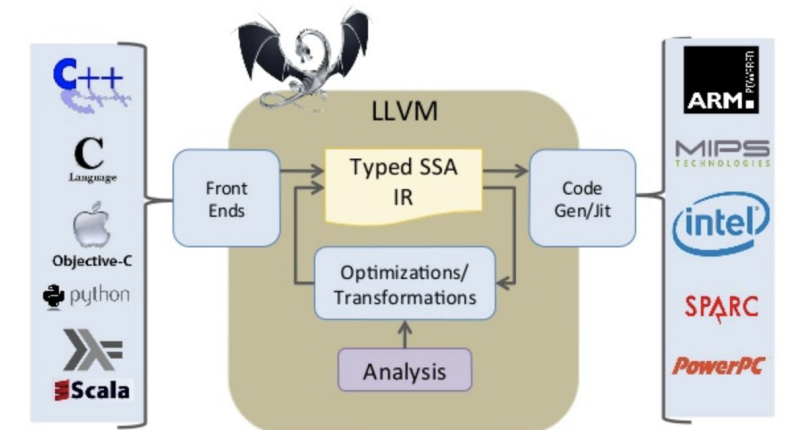 C++
C
Language
Objective-C
python
Scala
LLVM
Front
Ends
Typed SSA
IR
Code
Gen/Jit
Optimizations/
Transformations
Analysis
ARM
POWERED
MIPS
TECHNOLOGIES
intel
SPARC
PowerPC